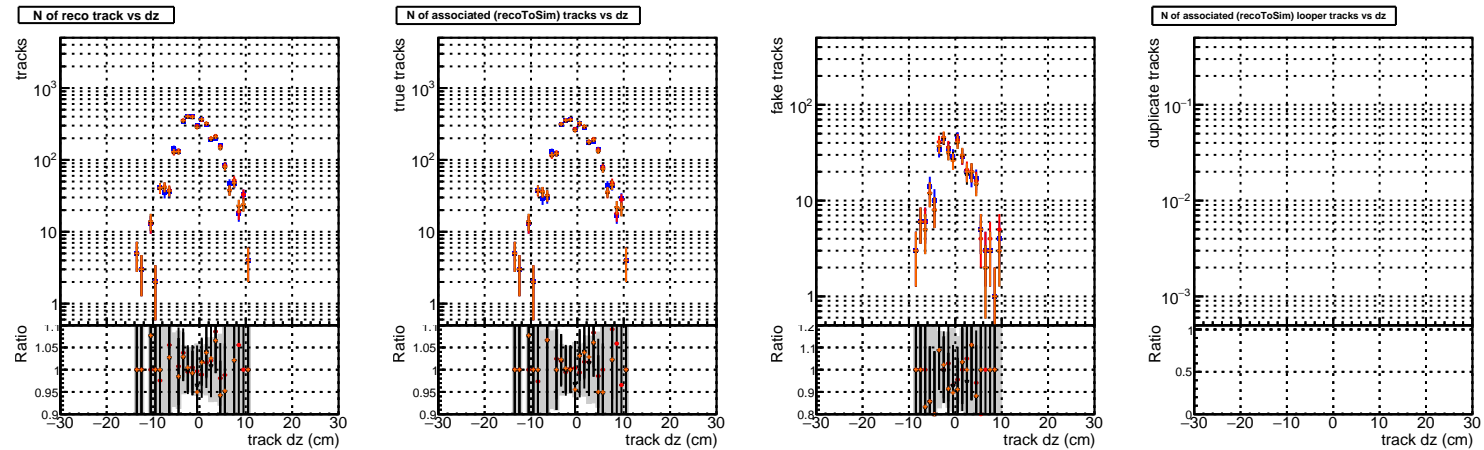 N of reco track vs dz
tracks
10³
10²
10
1
Ratio
1.1
1.05
1
0.95
0.9
−30 −20 −10 0 10 20 30
track dz (cm)
N of associated (recoToSim) tracks vs dz
true tracks
10³
10²
10
1
Ratio
1.1
1.05
1
0.95
0.9
−30 −20 −10 0 10 20 30
track dz (cm)
fake tracks
10²
10
1
Ratio
1.2
1.1
1
0.9
0.8
−30 −20 −10 0 10 20 30
track dz (cm)
N of associated (recoToSim) looper tracks vs dz
duplicate tracks
10⁻¹
10⁻²
10⁻³
Ratio
1
0.5
0
−30 −20 −10 0 10 20 30
track dz (cm)